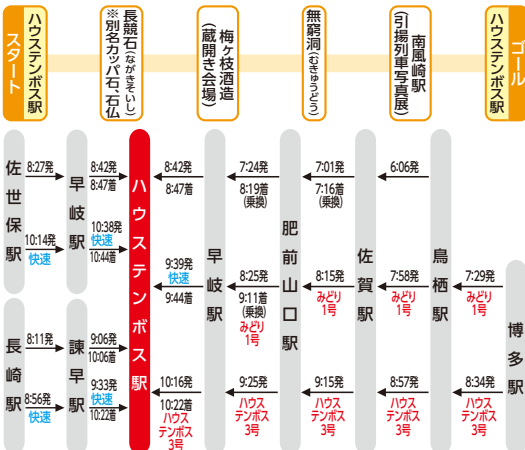 スタート
ハウステンボス駅
長競石(ながきそいし)
※別名カッパ石、石仏
梅ヶ枝酒造
(蔵開き会場)
無窮洞(むきゅうどう)
南風崎駅
(引揚列車写真展)
ハウステンボス駅
ゴール
佐世保駅
8:27発
10:14発
快速
早岐駅
8:42発
8:47着
10:38発
快速
10:44着
長崎駅
8:11発
8:56発
快速
諫早駅
9:06発
10:06着
9:33発
快速
10:22着
ハウステンボス駅
8:42発
8:47着
9:39発
快速
9:44着
10:16発
10:22着
ハウス
テンボス
3号
早岐駅
7:24発
8:19着
(乗換)
8:25発
9:11着
(乗換)
みどり
1号
9:25発
ハウス
テンボス
3号
肥前山口駅
7:01発
7:16着
(乗換)
8:15発
みどり
1号
9:15発
ハウス
テンボス
3号
佐賀駅
6:06発
7:58発
みどり
1号
8:57発
ハウス
テンボス
3号
鳥栖駅
7:29発
みどり
1号
8:34発
ハウス
テンボス
3号
博多駅